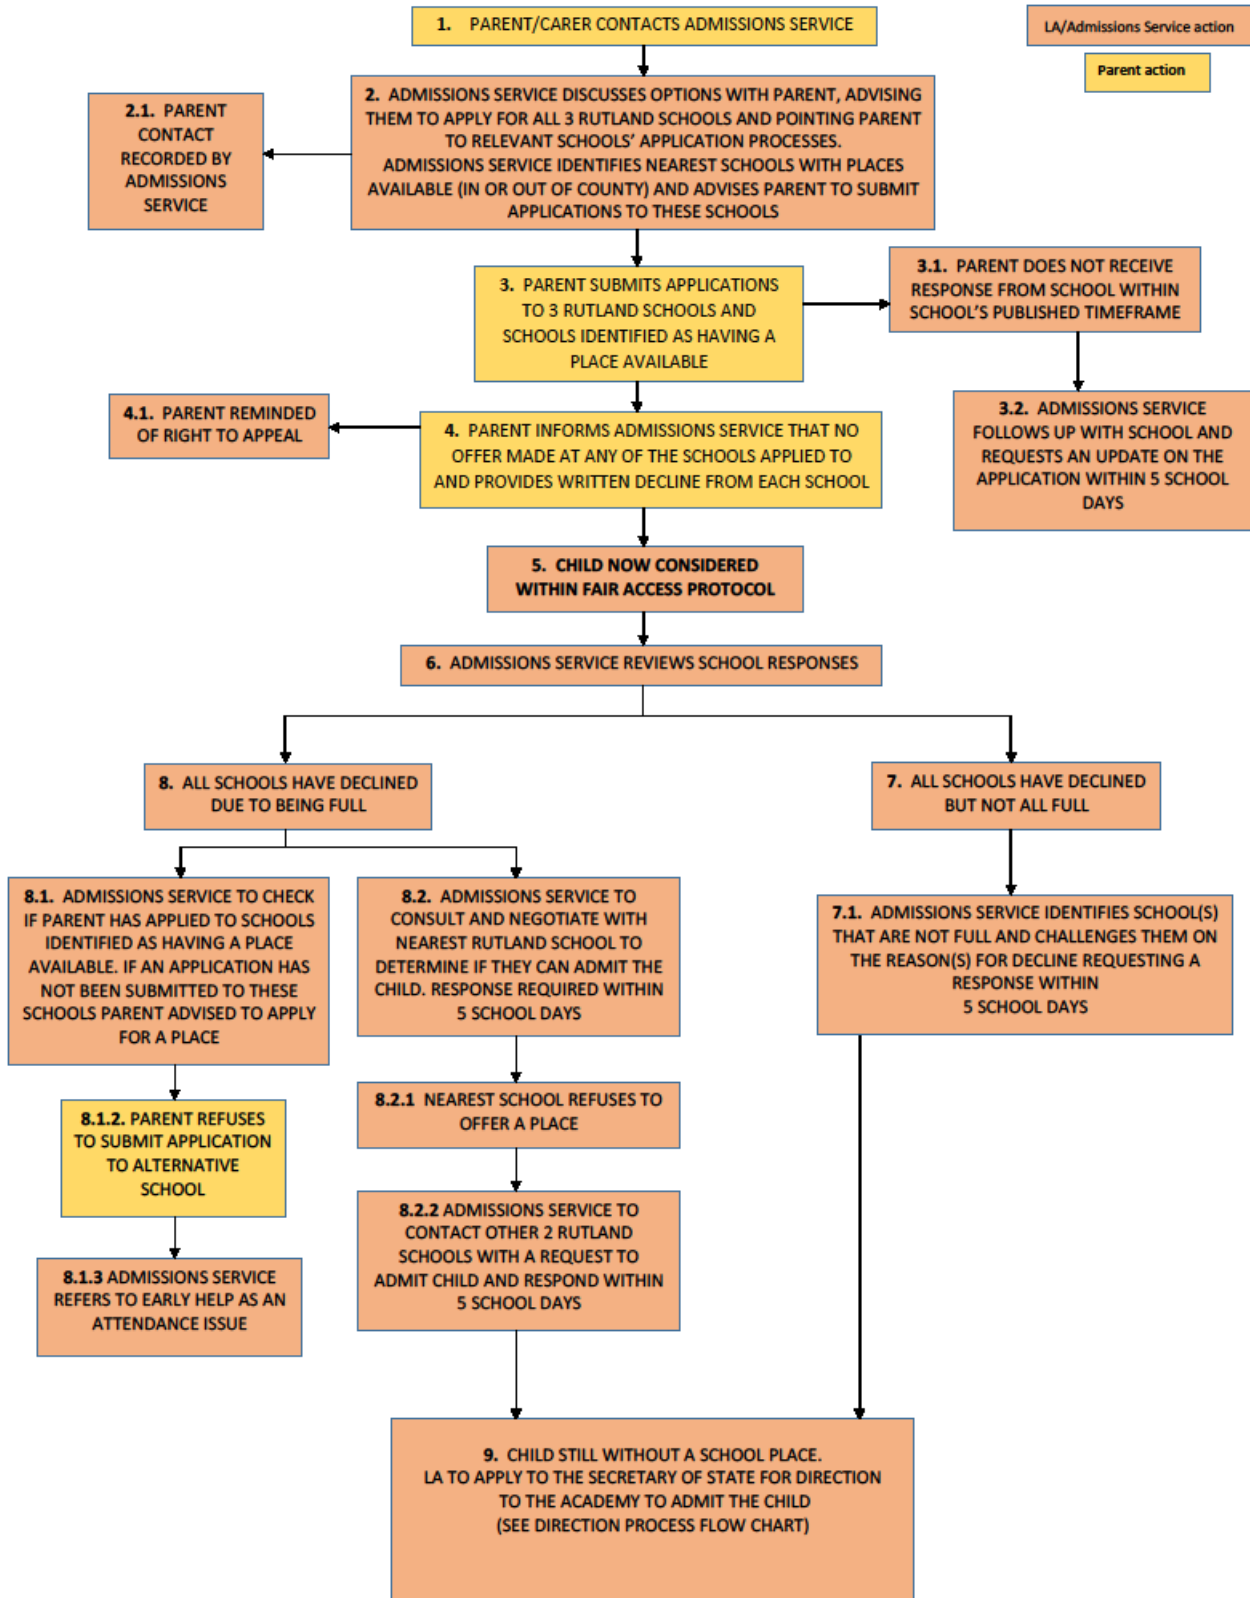 1. PARENT/CARER CONTACTS ADMISSIONS SERVICE
LA/Admissions Service action
Parent action
2. ADMISSIONS SERVICE DISCUSSES OPTIONS WITH PARENT, ADVISING
THEM TO APPLY FOR ALL 3 RUTLAND SCHOOLS AND POINTING PARENT
TO RELEVANT SCHOOLS’ APPLICATION PROCESSES.
ADMISSIONS SERVICE IDENTIFIES NEAREST SCHOOLS WITH PLACES
AVAILABLE (IN OR OUT OF COUNTY) AND ADVISES PARENT TO SUBMIT
APPLICATIONS TO THESE SCHOOLS
2.1. PARENT
CONTACT
RECORDED BY
ADMISSIONS
SERVICE
3. PARENT SUBMITS APPLICATIONS
TO 3 RUTLAND SCHOOLS AND
SCHOOLS IDENTIFIED AS HAVING A
PLACE AVAILABLE
3.1. PARENT DOES NOT RECEIVE
RESPONSE FROM SCHOOL WITHIN
SCHOOL’S PUBLISHED TIMEFRAME
3.2. ADMISSIONS SERVICE
FOLLOWS UP WITH SCHOOL AND
REQUESTS AN UPDATE ON THE
APPLICATION WITHIN 5 SCHOOL
DAYS
4.1. PARENT REMINDED
OF RIGHT TO APPEAL
4. PARENT INFORMS ADMISSIONS SERVICE THAT NO
OFFER MADE AT ANY OF THE SCHOOLS APPLIED TO
AND PROVIDES WRITTEN DECLINE FROM EACH SCHOOL
5. CHILD NOW CONSIDERED
WITHIN FAIR ACCESS PROTOCOL
6. ADMISSIONS SERVICE REVIEWS SCHOOL RESPONSES
8. ALL SCHOOLS HAVE DECLINED
DUE TO BEING FULL
7. ALL SCHOOLS HAVE DECLINED
BUT NOT ALL FULL
8.1. ADMISSIONS SERVICE TO CHECK
IF PARENT HAS APPLIED TO SCHOOLS
IDENTIFIED AS HAVING A PLACE
AVAILABLE. IF AN APPLICATION HAS
NOT BEEN SUBMITTED TO THESE
SCHOOLS PARENT ADVISED TO APPLY
FOR A PLACE
8.2. ADMISSIONS SERVICE TO
CONSULT AND NEGOTIATE WITH
NEAREST RUTLAND SCHOOL TO
DETERMINE IF THEY CAN ADMIT THE
CHILD. RESPONSE REQUIRED WITHIN
5 SCHOOL DAYS
7.1. ADMISSIONS SERVICE IDENTIFIES SCHOOL(S)
THAT ARE NOT FULL AND CHALLENGES THEM ON
THE REASON(S) FOR DECLINE REQUESTING A
RESPONSE WITHIN
5 SCHOOL DAYS
8.1.2. PARENT REFUSES
TO SUBMIT APPLICATION
TO ALTERNATIVE
SCHOOL
8.2.1 NEAREST SCHOOL REFUSES TO
OFFER A PLACE
8.1.3 ADMISSIONS SERVICE
REFERS TO EARLY HELP AS AN
ATTENDANCE ISSUE
8.2.2 ADMISSIONS SERVICE TO
CONTACT OTHER 2 RUTLAND
SCHOOLS WITH A REQUEST TO
ADMIT CHILD AND RESPOND WITHIN
5 SCHOOL DAYS
9. CHILD STILL WITHOUT A SCHOOL PLACE.
LA TO APPLY TO THE SECRETARY OF STATE FOR DIRECTION
TO THE ACADEMY TO ADMIT THE CHILD
(SEE DIRECTION PROCESS FLOW CHART)